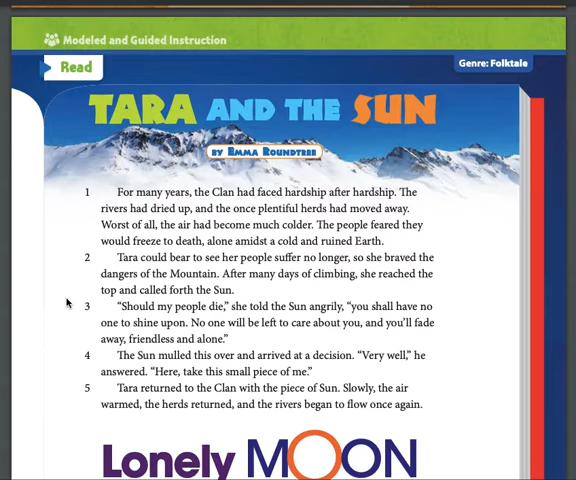 Modeled and Guided Instruction
Read
Genre: Folktale
TARA AND THE SUN
BY EMMA ROUNDTREE
1 For many years, the Clan had faced hardship after hardship. The
rivers had dried up, and the once plentiful herds had moved away.
Worst of all, the air had become much colder. The people feared they
would freeze to death, alone amidst a cold and ruined Earth.
2 Tara could bear to see her people suffer no longer, so she braved the
dangers of the Mountain. After many days of climbing, she reached the
top and called forth the Sun.
3 “Should my people die,” she told the Sun angrily, “you shall have no
one to shine upon. No one will be left to care about you, and you’ll fade
away, friendless and alone.”
4 The Sun mulled this over and arrived at a decision. “Very well,” he
answered. “Here, take this small piece of me.”
5 Tara returned to the Clan with the piece of Sun. Slowly, the air
warmed, the herds returned, and the rivers began to flow once again.
Lonely MOON